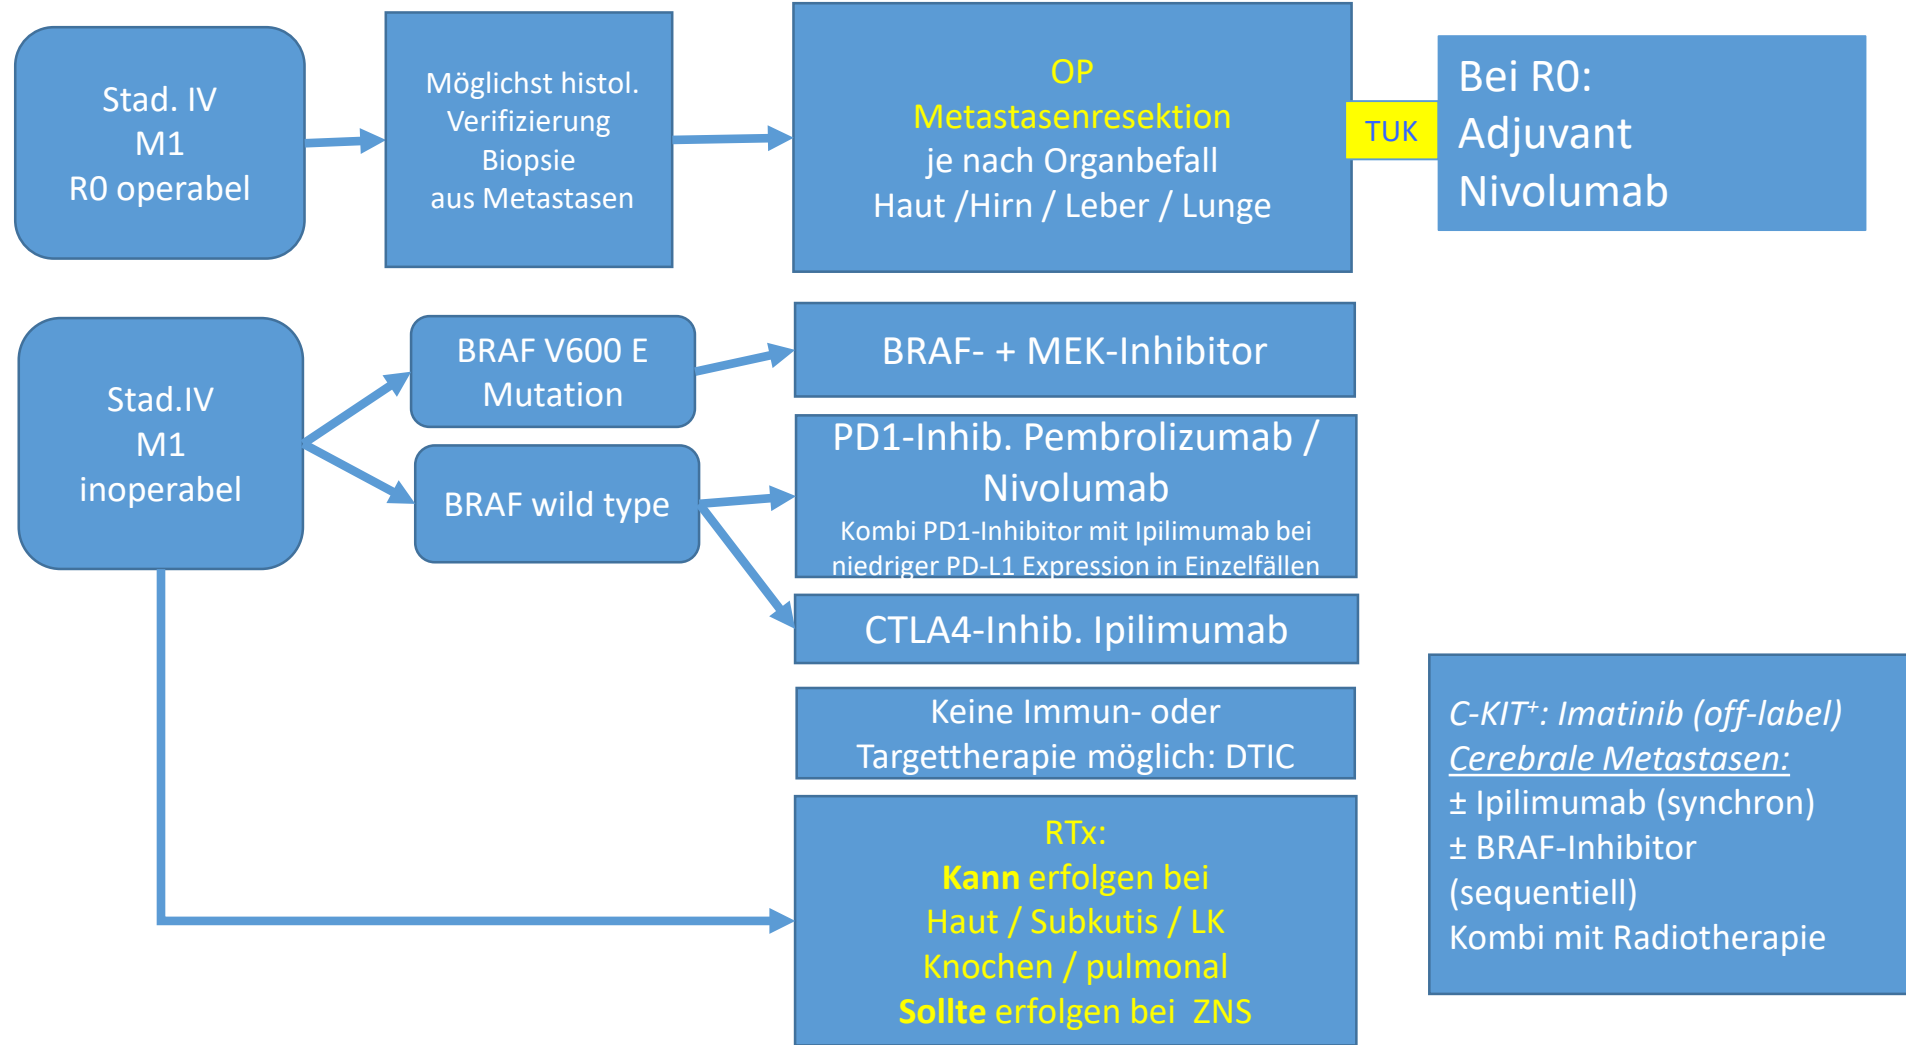 Stad. IV
M1
R0 operabel
Möglichst histol.
Verifizierung
Biopsie
aus Metastasen
OP
Metastasenresektion
je nach Organbefall
Haut /Hirn / Leber / Lunge
TUK
Bei R0:
Adjuvant
Nivolumab
Stad.IV
M1
inoperabel
BRAF V600 E
Mutation
BRAF wild type
BRAF- + MEK-Inhibitor
PD1-Inhib. Pembrolizumab /
Nivolumab
Kombi PD1-Inhibitor mit Ipilimumab bei
niedriger PD-L1 Expression in Einzelfällen
CTLA4-Inhib. Ipilimumab
Keine Immun- oder
Targettherapie möglich: DTIC
RTx:
Kann erfolgen bei
Haut / Subkutis / LK
Knochen / pulmonal
Sollte erfolgen bei ZNS
C-KIT⁺: Imatinib (off-label)
Cerebrale Metastasen:
± Ipilimumab (synchron)
± BRAF-Inhibitor
(sequentiell)
Kombi mit Radiotherapie